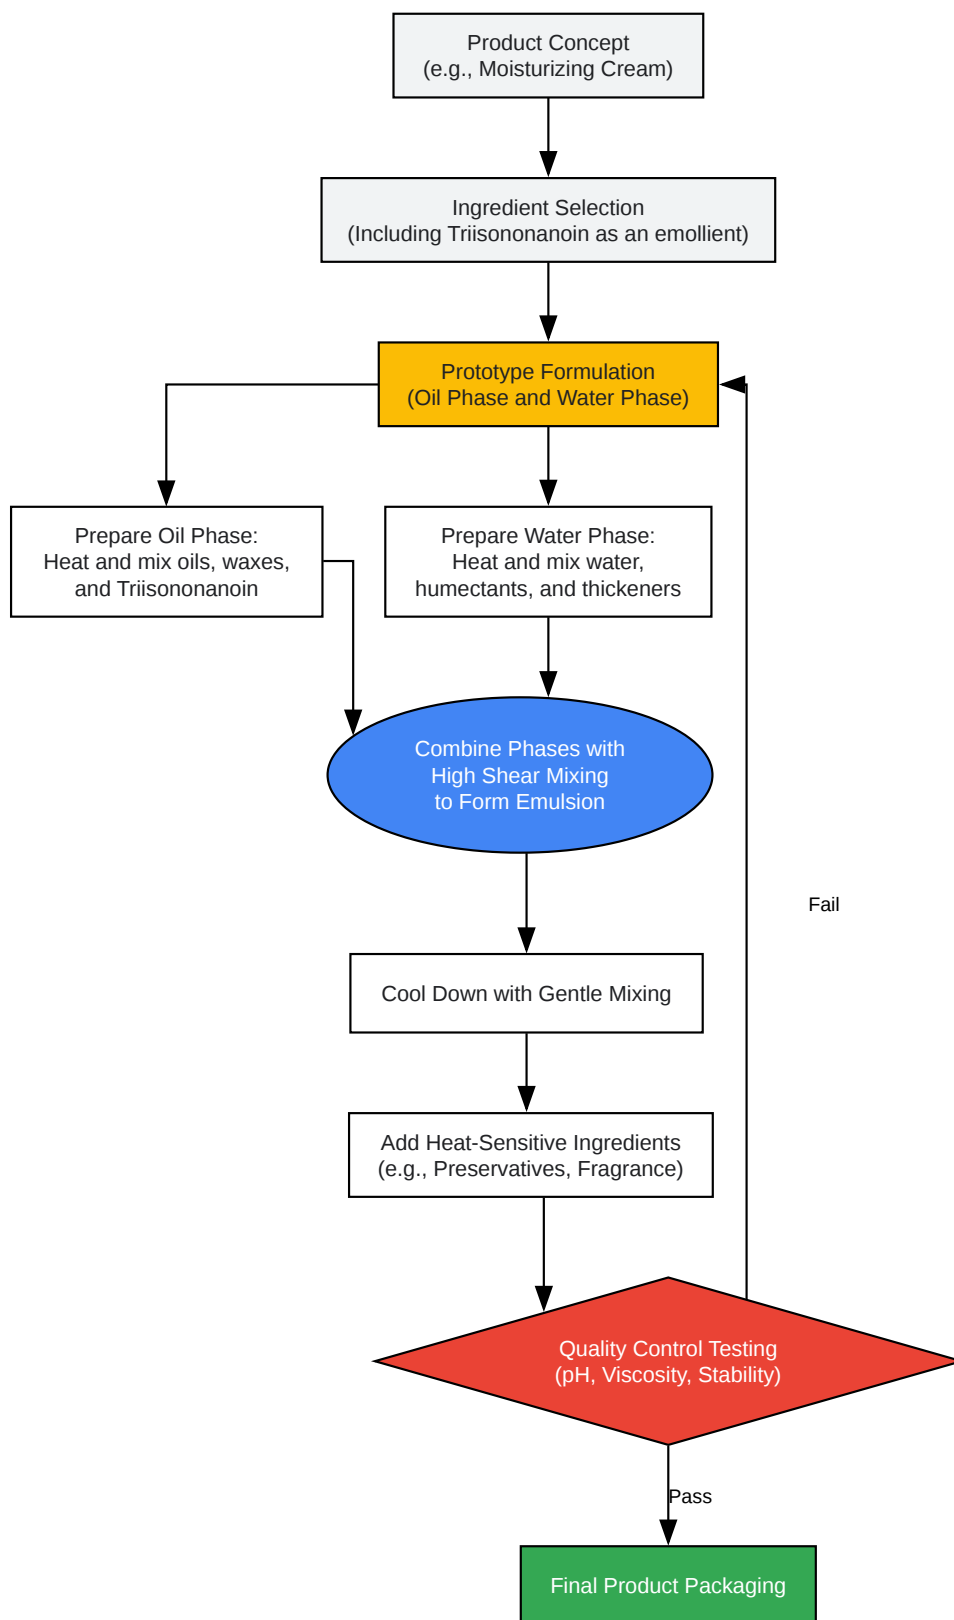 Product Concept
(e.g., Moisturizing Cream)
Ingredient Selection
(Including Triisononanoin as an emollient)
Prototype Formulation
(Oil Phase and Water Phase)
Prepare Oil Phase:
Heat and mix oils, waxes,
and Triisononanoin
Prepare Water Phase:
Heat and mix water,
humectants, and thickeners
Combine Phases with
High Shear Mixing
to Form Emulsion
Fail
Cool Down with Gentle Mixing
Add Heat-Sensitive Ingredients
(e.g., Preservatives, Fragrance)
Quality Control Testing
(pH, Viscosity, Stability)
Pass
Final Product Packaging